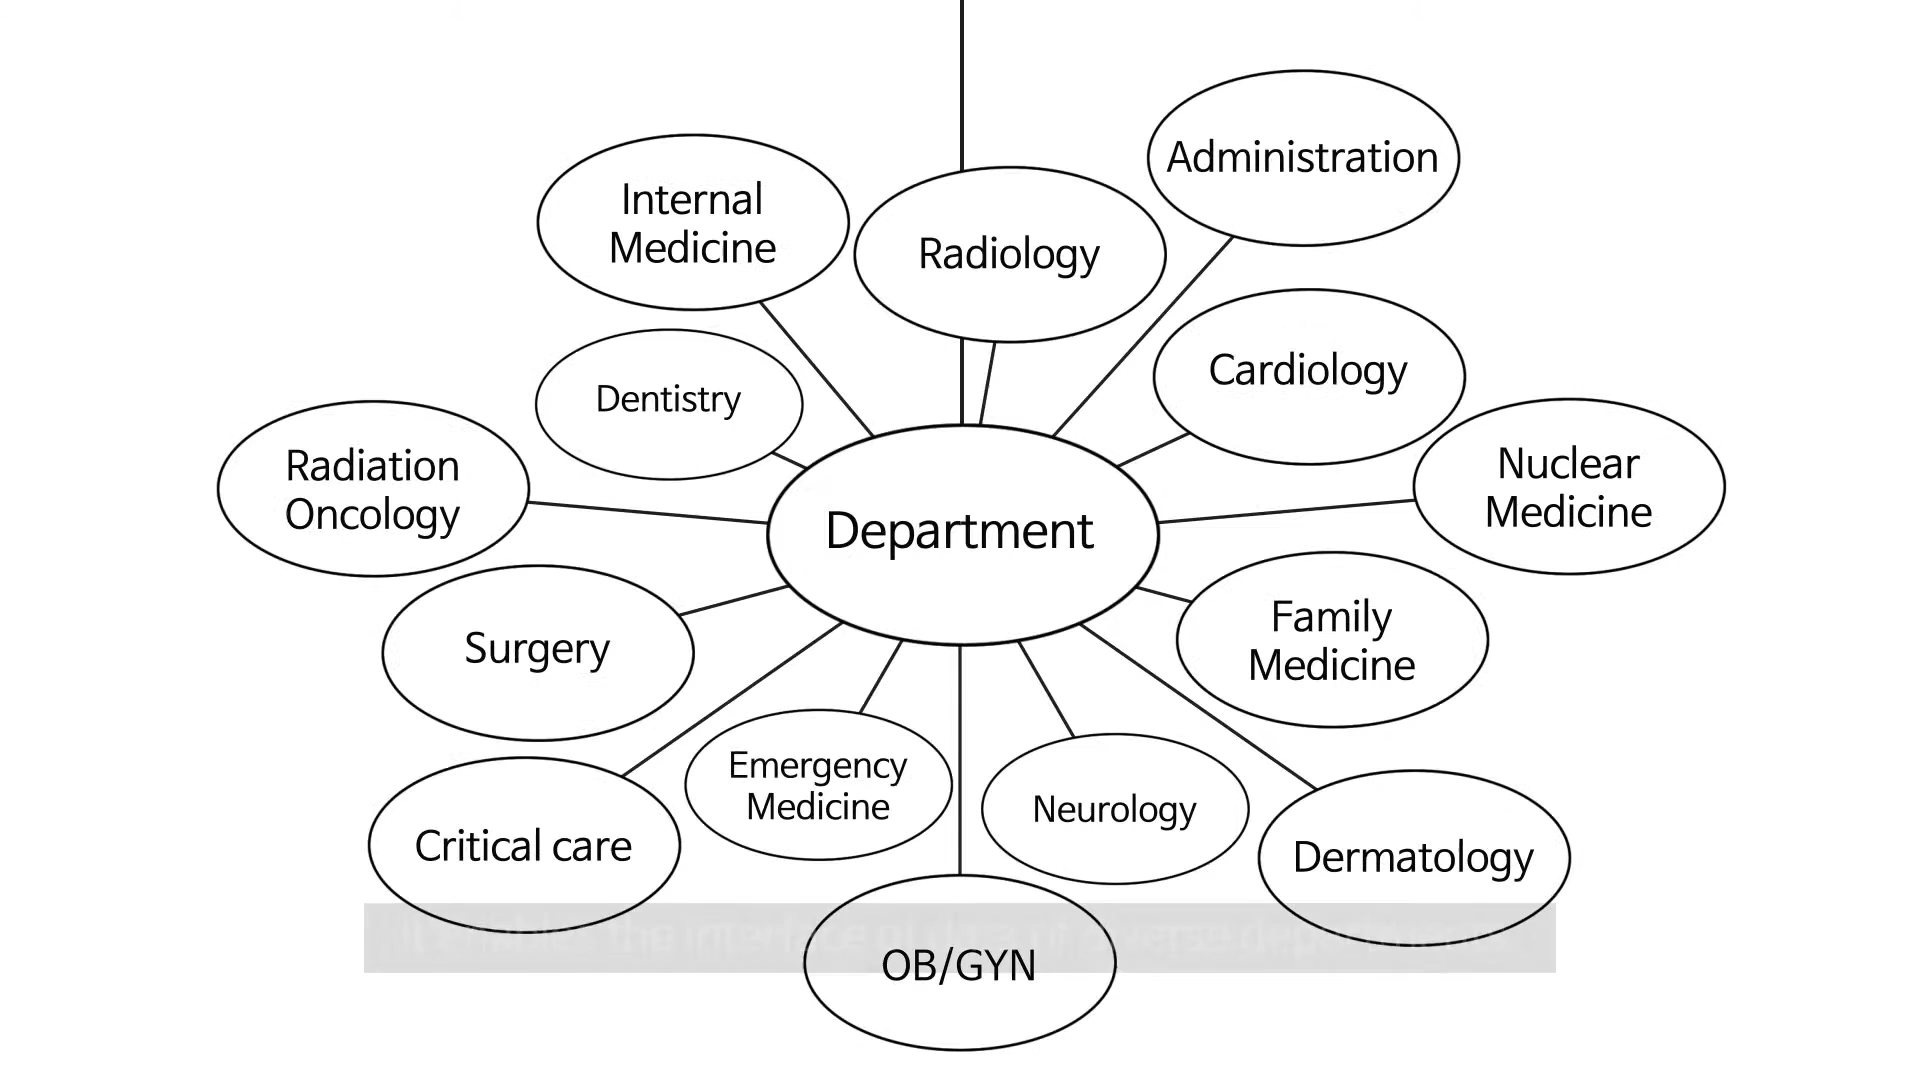 Administration
Internal
Medicine
Radiology
Cardiology
Dentistry
Radiation
Oncology
Nuclear
Medicine
Department
Surgery
Family
Medicine
Emergency
Medicine
Neurology
Critical care
Dermatology
OB/GYN